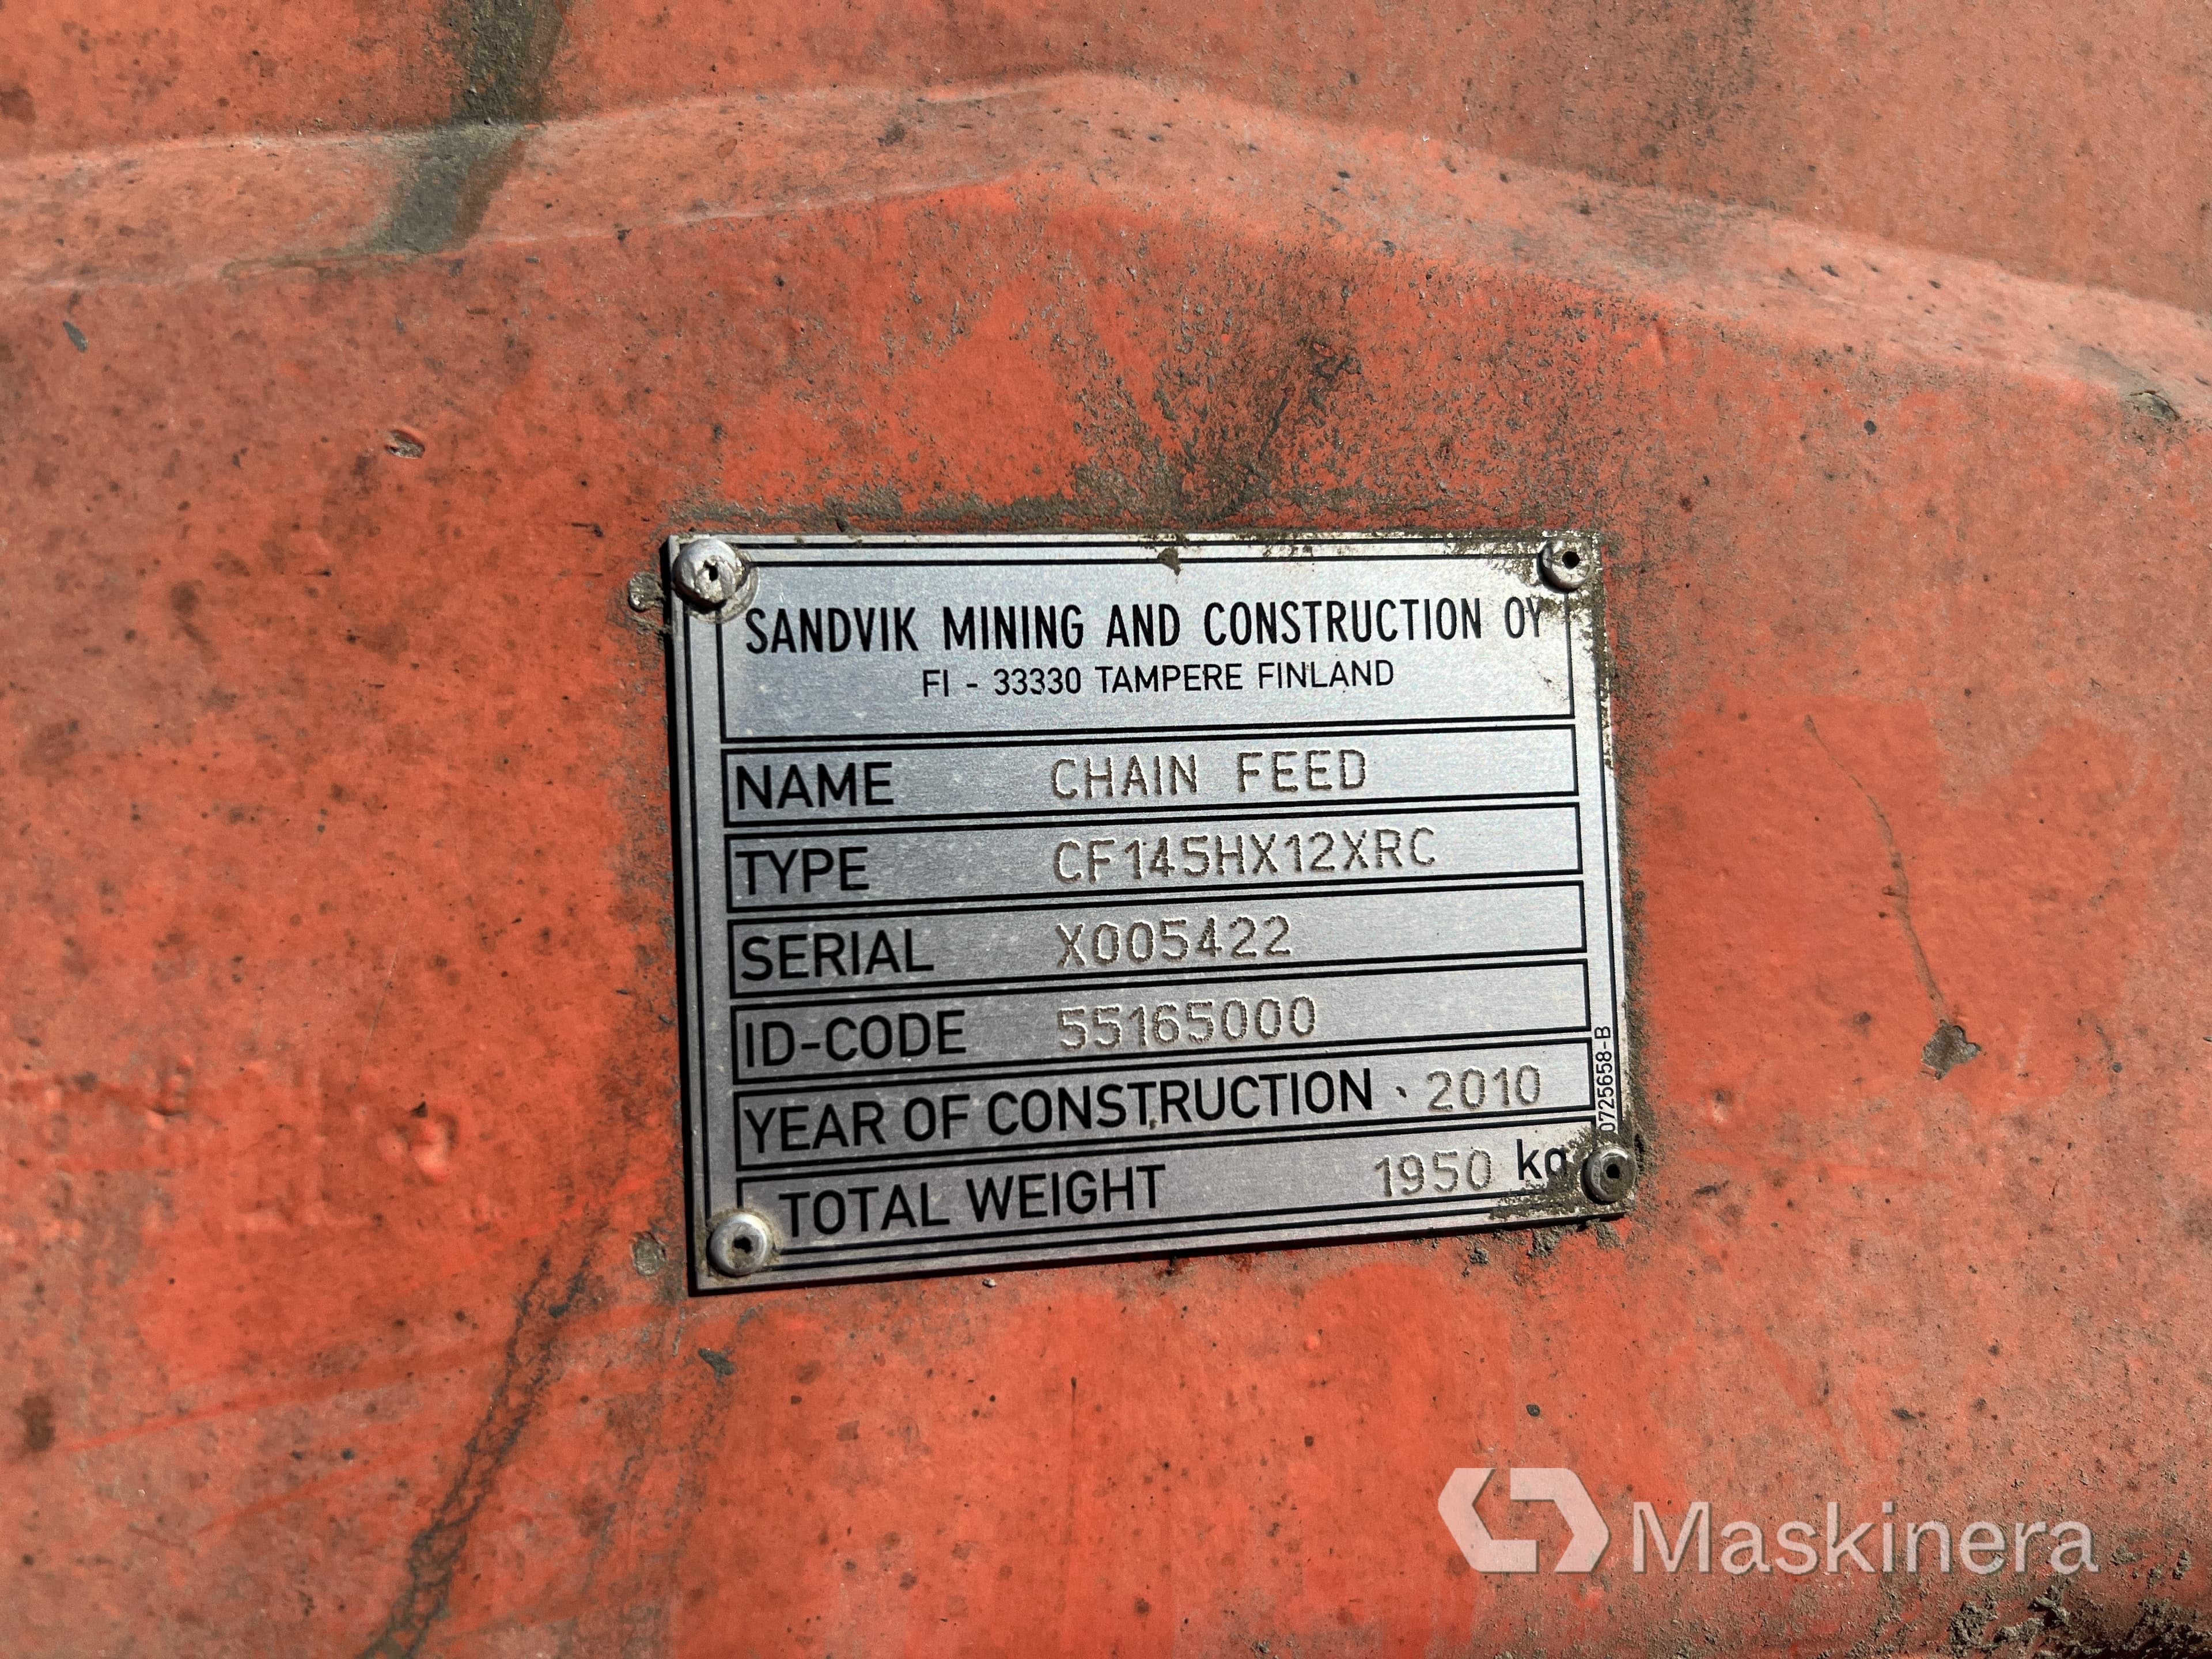 SANDVIK MINING AND CONSTRUCTION OY
FI - 33330 TAMPERE FINLAND
NAME CHAIN FEED
TYPE CF145HX12XRC
SERIAL X005422
ID-CODE 55165000
YEAR OF CONSTRUCTION 2010
TOTAL WEIGHT 1950 kg
0725658-B
Maskinera